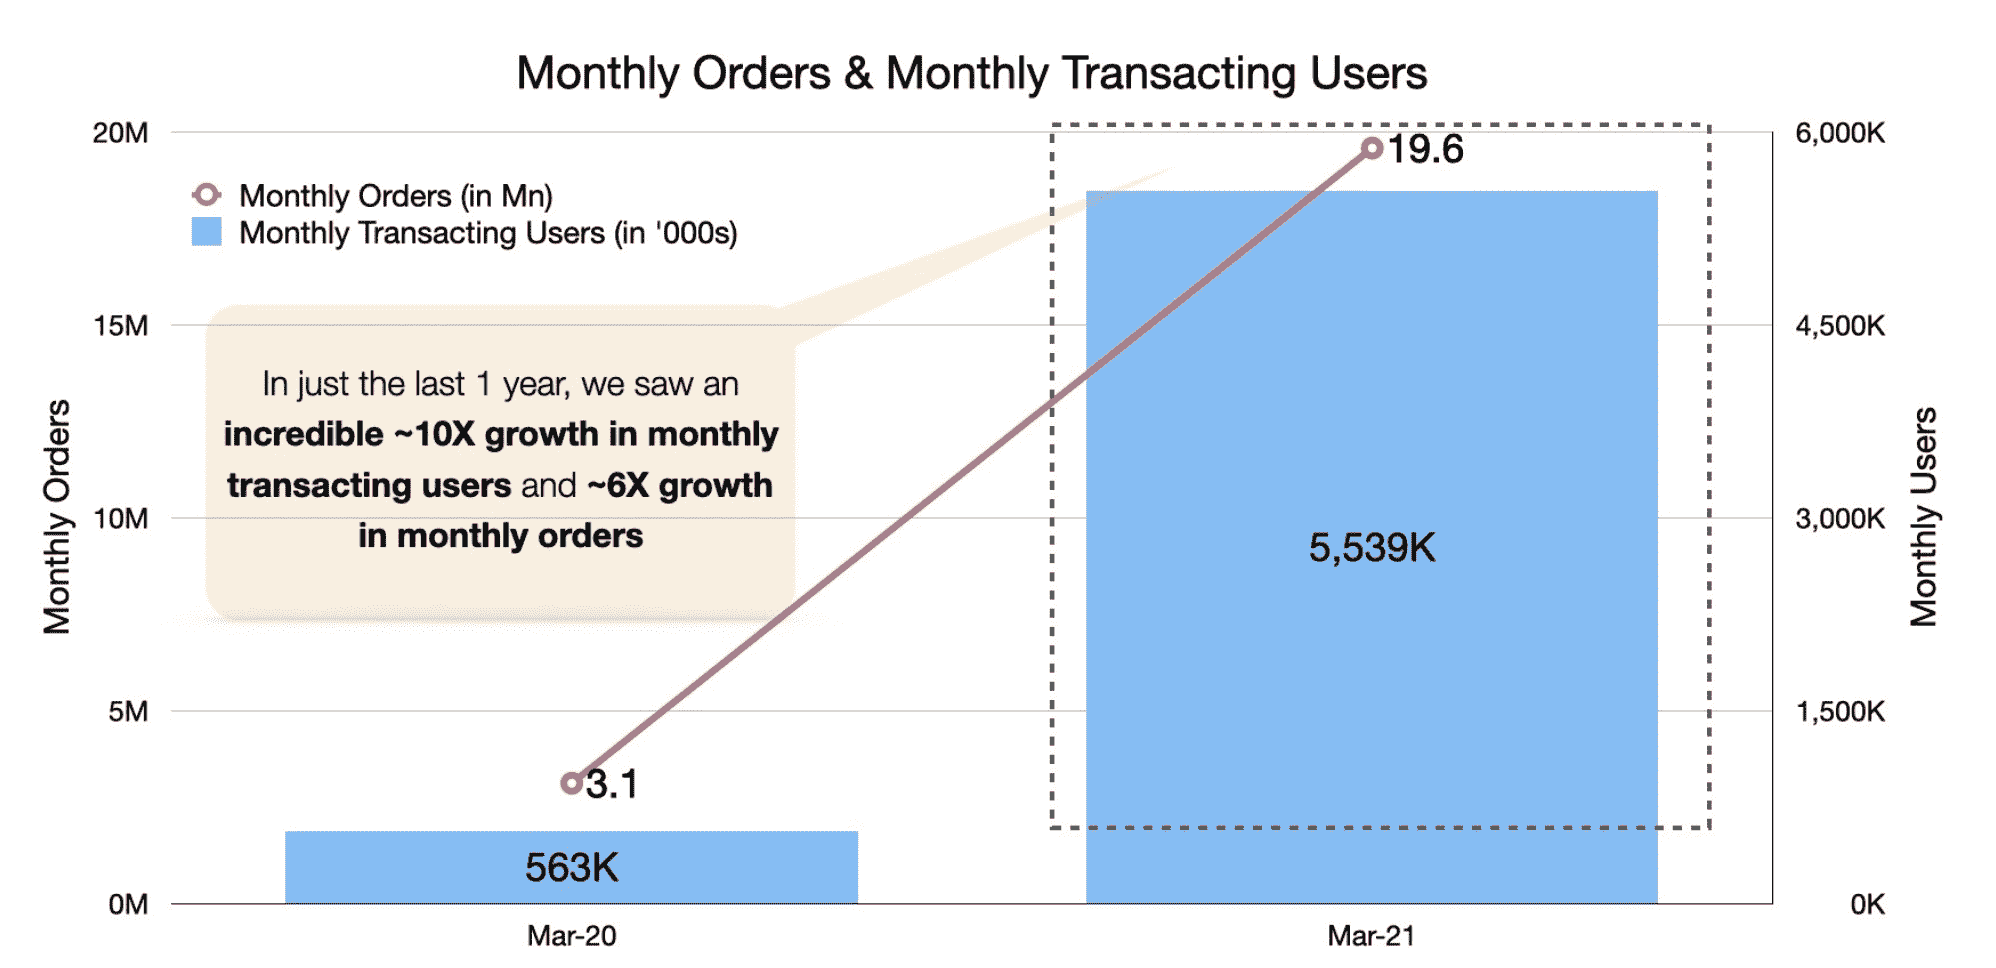 Monthly Orders & Monthly Transacting Users
20M
15M
10M
5M
0M
Monthly Orders
Monthly Orders (in Mn)
Monthly Transacting Users (in '000s)
In just the last 1 year, we saw an
incredible ~10X growth in monthly
transacting users and ~6X growth
in monthly orders
3.1
563K
19.6
5,539K
6,000K
4,500K
3,000K
1,500K
0K
Monthly Users
Mar-20
Mar-21